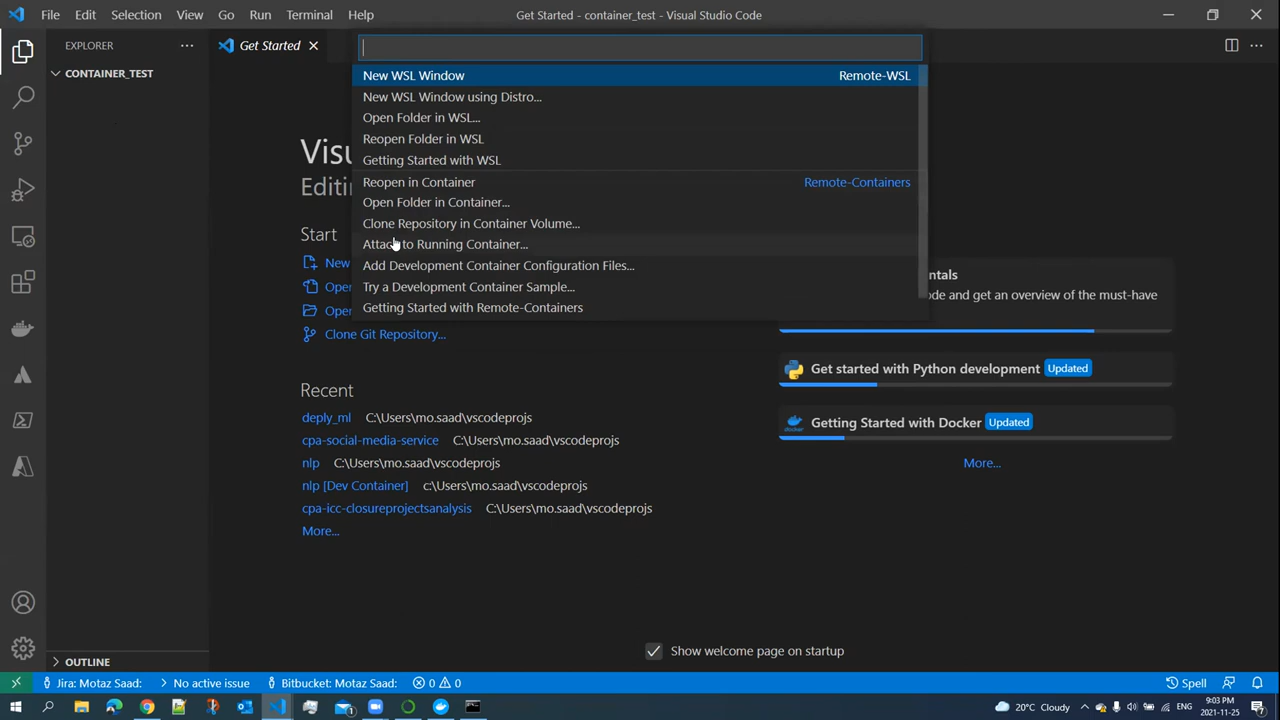 File Edit Selection View Go Run Terminal Help Get Started - container_test - Visual Studio Code
EXPLORER
Get Started
CONTAINER_TEST
New WSL Window Remote-WSL
New WSL Window using Distro...
Open Folder in WSL...
Reopen Folder in WSL
Getting Started with WSL
Reopen in Container Remote-Containers
Open Folder in Container...
Clone Repository in Container Volume...
Attach to Running Container...
Add Development Container Configuration Files...
Try a Development Container Sample...
Getting Started with Remote-Containers
Visu
Editin
Start
New
Open
Open
Clone Git Repository...
Recent
deply_ml C:\Users\mo.saad\vscodeprojs
cpa-social-media-service C:\Users\mo.saad\vscodeprojs
nlp C:\Users\mo.saad\vscodeprojs
nlp [Dev Container] c:\Users\mo.saad\vscodeprojs
cpa-icc-closureprojectsanalysis C:\Users\mo.saad\vscodeprojs
More...
entals
ode and get an overview of the must-have
Get started with Python development Updated
Getting Started with Docker Updated
More...
Show welcome page on startup
OUTLINE
Jira: Motaz Saad: No active issue Bitbucket: Motaz Saad: 0 0 Spell
20°C Cloudy ENG 9:03 PM
2021-11-25